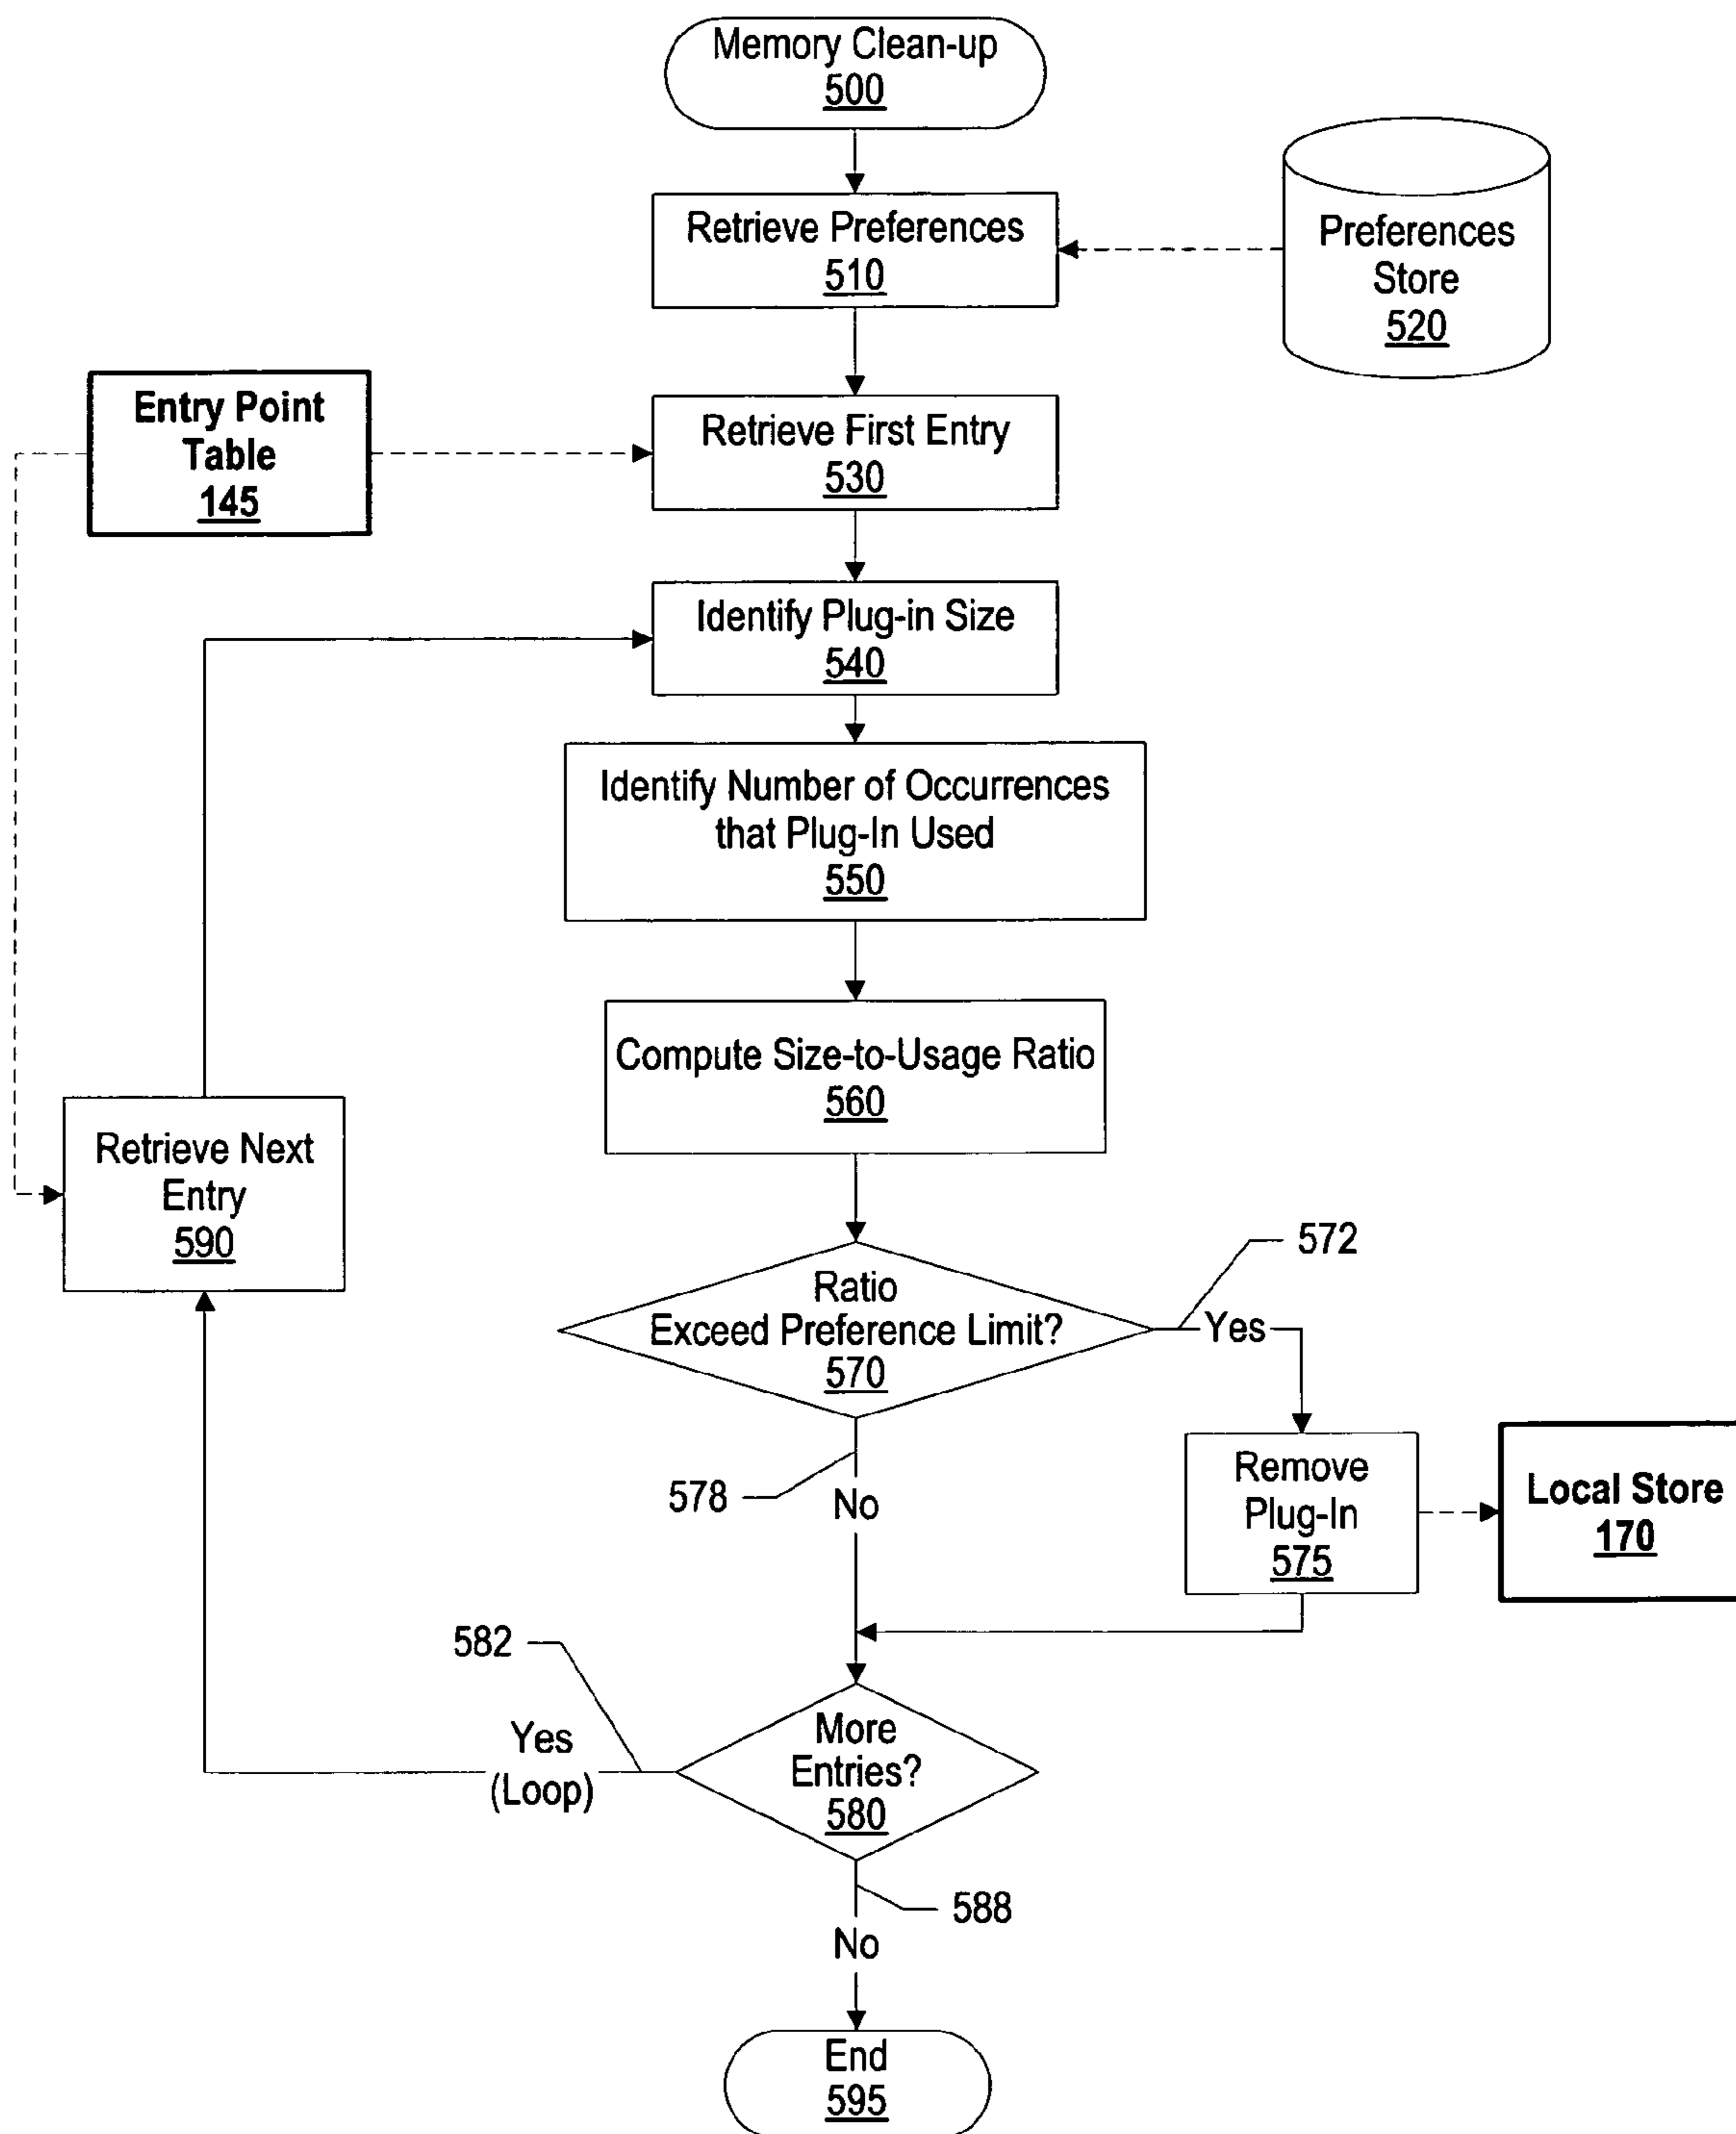 Memory Clean-up
500
Retrieve Preferences
510
Preferences
Store
520
Entry Point
Table
145
Retrieve First Entry
530
Identify Plug-in Size
540
Identify Number of Occurrences
that Plug-In Used
550
Compute Size-to-Usage Ratio
560
Retrieve Next
Entry
590
Ratio
Exceed Preference Limit?
570
572
Yes
578
No
Remove
Plug-In
575
Local Store
170
582
Yes
(Loop)
More
Entries?
580
588
No
End
595